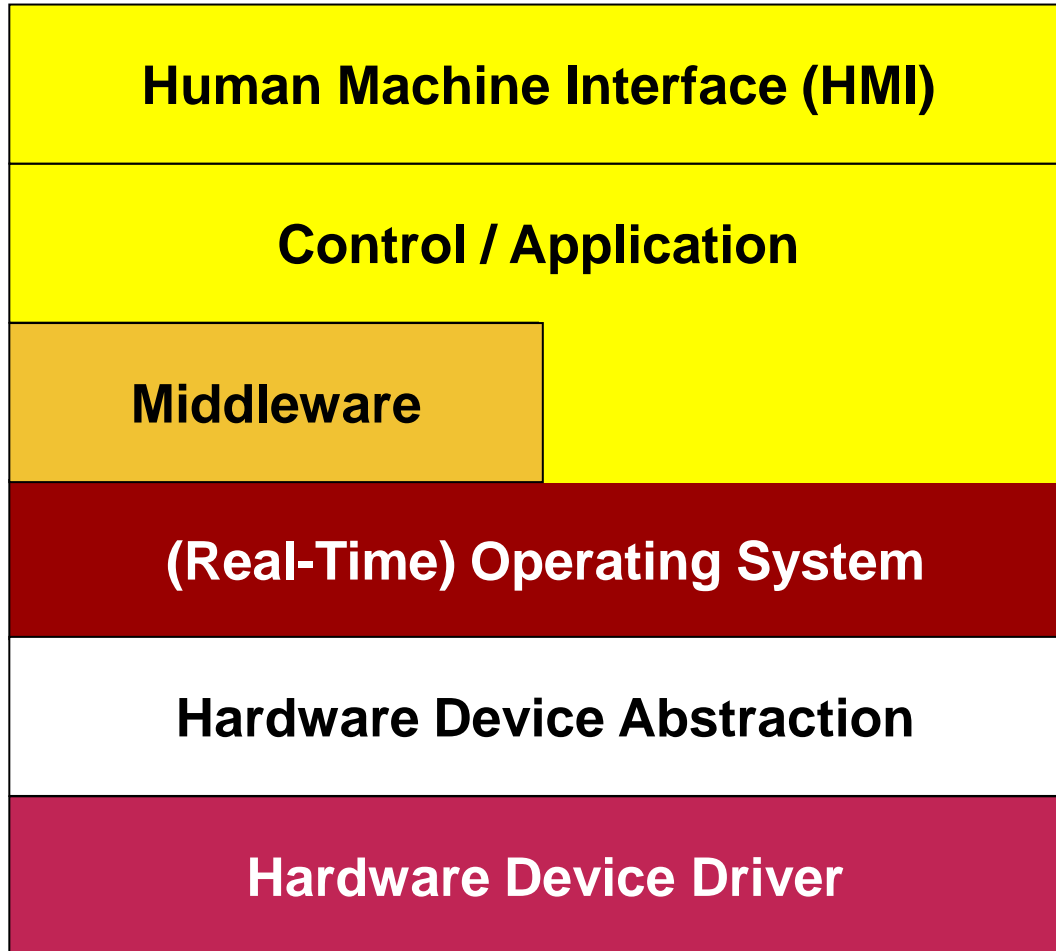 Human Machine Interface (HMI)
Control / Application
Middleware
(Real-Time) Operating System
Hardware Device Abstraction
Hardware Device Driver